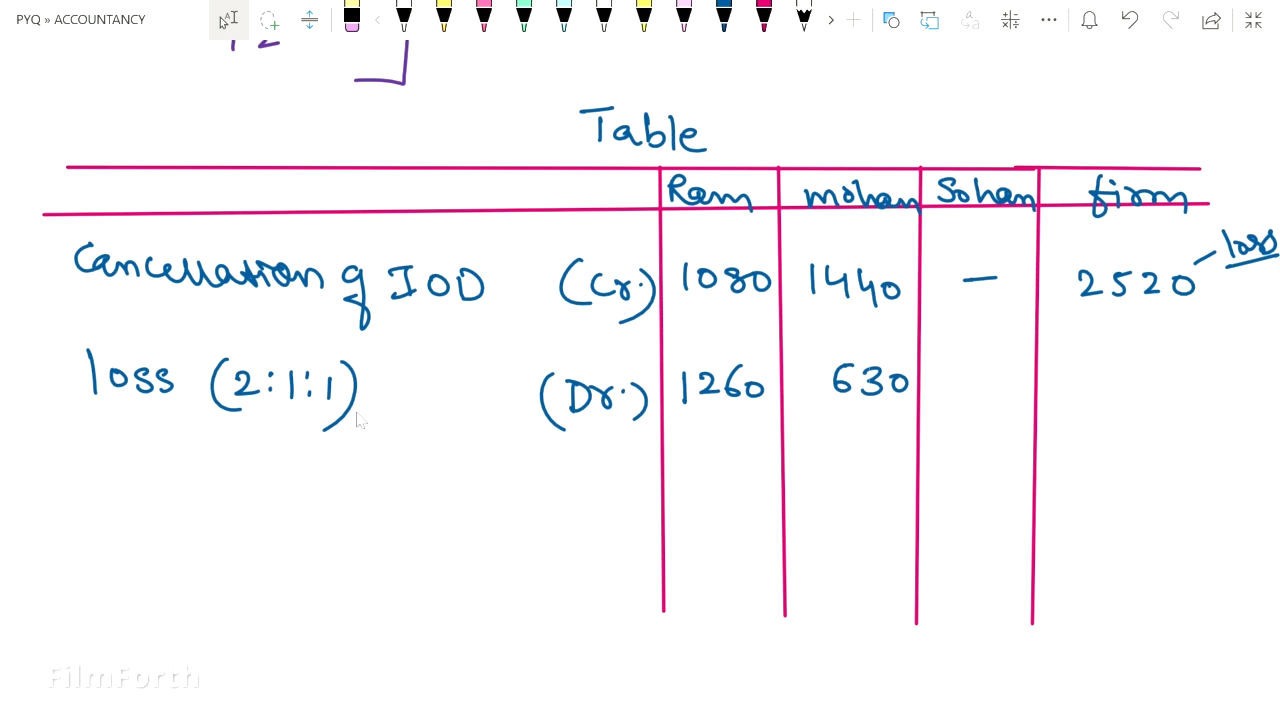 PYQ » ACCOUNTANCY
Table
Ram mohan Sohan firm
Cancellation of IOD (Cr.) 1080 1440 — 2520 – loss
loss (2:1:1) (Dr.) 1260 630
FilmForth